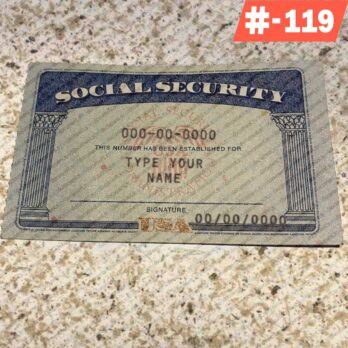 #-119
SOCIAL SECURITY
000-00-0000
THIS NUMBER HAS BEEN ESTABLISHED FOR
TYPE YOUR
NAME
SIGNATURE
00/00/0000
USA